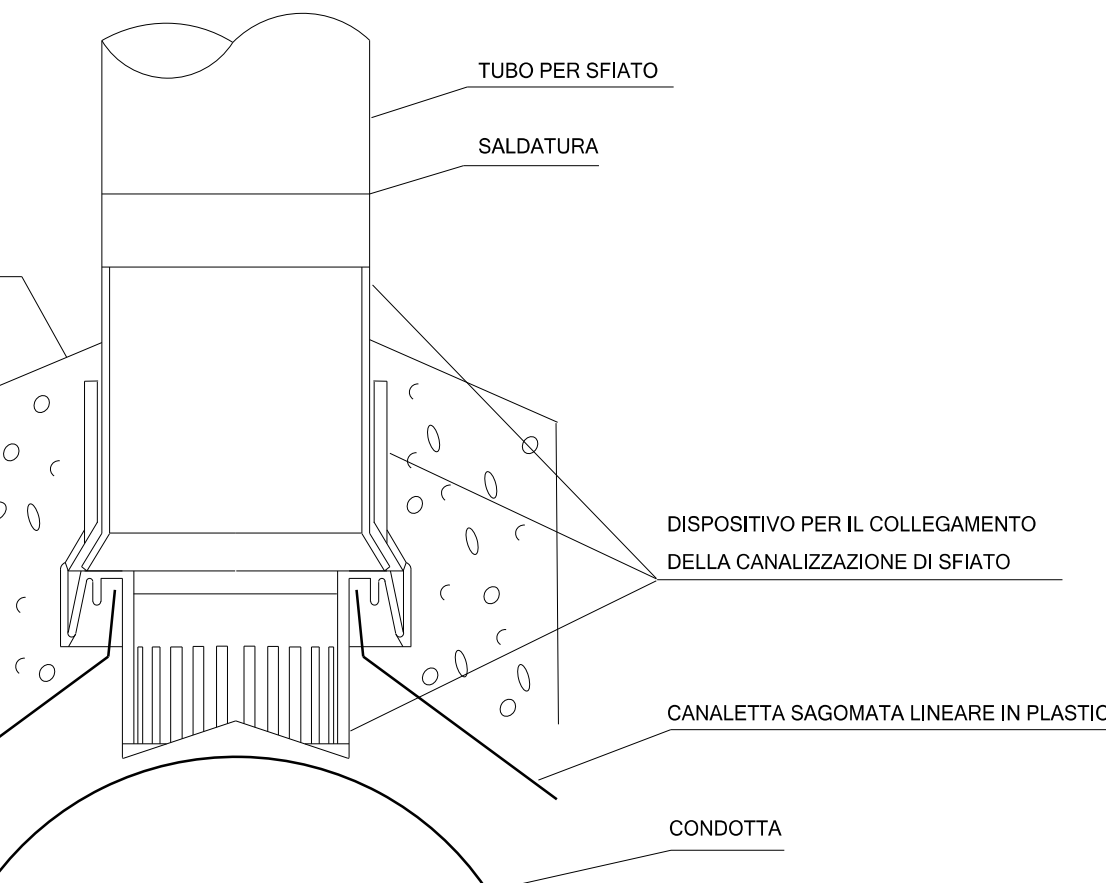 TUBO PER SFIATO
SALDATURA
DISPOSITIVO PER IL COLLEGAMENTO
DELLA CANALIZZAZIONE DI SFIATO
CANALETTA SAGOMATA LINEARE IN PLASTIC
CONDOTTA